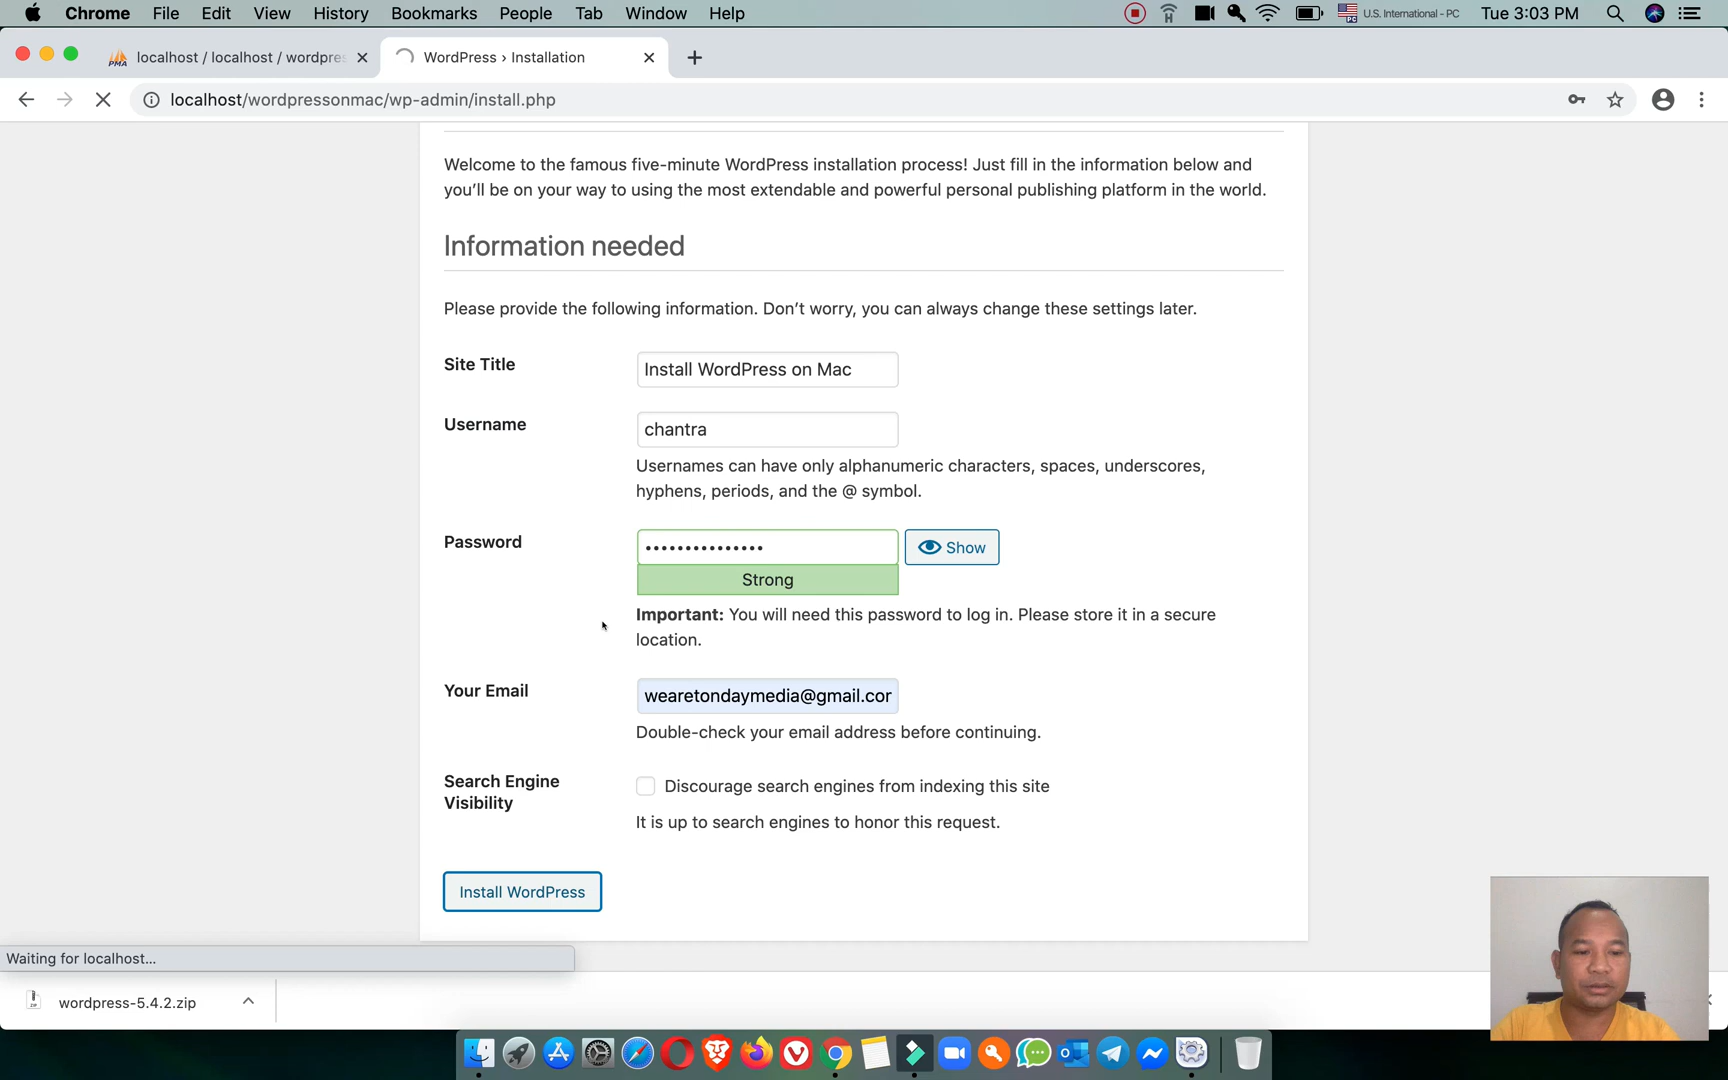 Chrome File Edit View History Bookmarks People Tab Window Help U.S. International - PC Tue 3:03 PM
PMA localhost / localhost / wordpres WordPress › Installation
localhost/wordpressonmac/wp-admin/install.php
Welcome to the famous five-minute WordPress installation process! Just fill in the information below and
you’ll be on your way to using the most extendable and powerful personal publishing platform in the world.
Information needed
Please provide the following information. Don’t worry, you can always change these settings later.
Site Title Install WordPress on Mac
Username chantra
Usernames can have only alphanumeric characters, spaces, underscores,
hyphens, periods, and the @ symbol.
Password ••••••••••••••• Show
Strong
Important: You will need this password to log in. Please store it in a secure
location.
Your Email wearetondaymedia@gmail.cor
Double-check your email address before continuing.
Search Engine
Visibility
Discourage search engines from indexing this site
It is up to search engines to honor this request.
Install WordPress
Waiting for localhost...
wordpress-5.4.2.zip